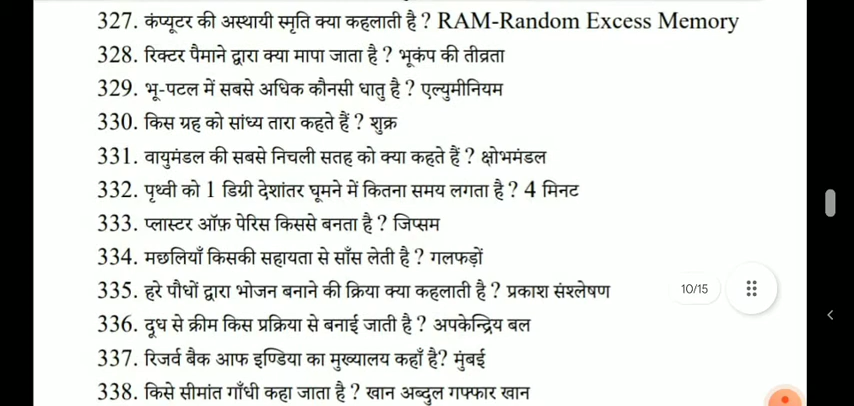 327. कंप्यूटर की अस्थायी स्मृति क्या कहलाती है ? RAM-Random Excess Memory
328. रिक्टर पैमाने द्वारा क्या मापा जाता है ? भूकंप की तीव्रता
329. भू-पटल में सबसे अधिक कौनसी धातु है ? एल्युमीनियम
330. किस ग्रह को सांध्य तारा कहते हैं ? शुक्र
331. वायुमंडल की सबसे निचली सतह को क्या कहते हैं ? क्षोभमंडल
332. पृथ्वी को 1 डिग्री देशांतर घूमने में कितना समय लगता है ? 4 मिनट
333. प्लास्टर ऑफ़ पेरिस किससे बनता है ? जिप्सम
334. मछलियाँ किसकी सहायता से साँस लेती है ? गलफड़ों
335. हरे पौधों द्वारा भोजन बनाने की क्रिया क्या कहलाती है ? प्रकाश संश्लेषण
10/15
336. दूध से क्रीम किस प्रक्रिया से बनाई जाती है ? अपकेन्द्रिय बल
337. रिजर्व बैक आफ इण्डिया का मुख्यालय कहाँ है? मुंबई
338. किसे सीमांत गाँधी कहा जाता है ? खान अब्दुल गफ्फार खान